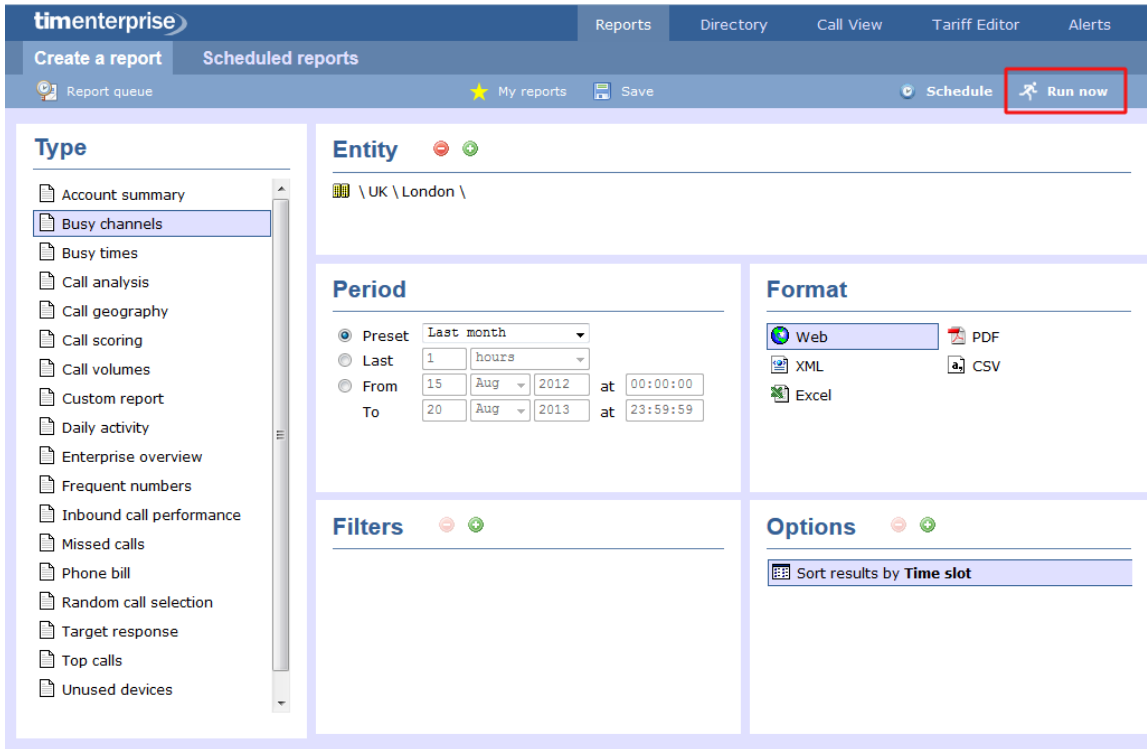 timenterprise
Reports Directory Call View Tariff Editor Alerts
Create a report Scheduled reports
Report queue My reports Save Schedule Run now
Type
Account summary
Busy channels
Busy times
Call analysis
Call geography
Call scoring
Call volumes
Custom report
Daily activity
Enterprise overview
Frequent numbers
Inbound call performance
Missed calls
Phone bill
Random call selection
Target response
Top calls
Unused devices
Entity
\ UK \ London \
Period
Preset Last month
Last 1 hours
From 15 Aug 2012 at 00:00:00
To 20 Aug 2013 at 23:59:59
Format
Web PDF
XML CSV
Excel
Filters
Options
Sort results by Time slot